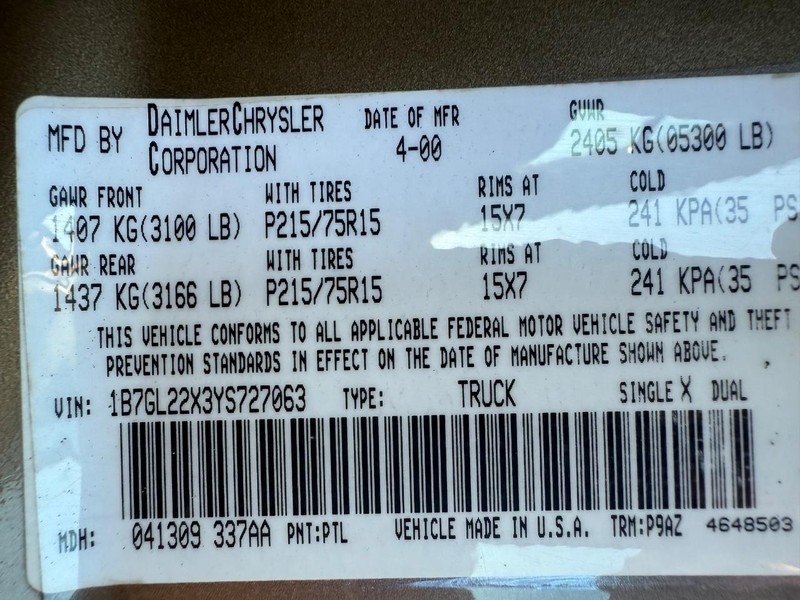 MFD BY DAIMLERCHRYSLER CORPORATION DATE OF MFR 4-00 GVWR 2405 KG(05300 LB)
GAWR FRONT WITH TIRES RIMS AT COLD
1407 KG(3100 LB) P215/75R15 15X7 241 KPA(35 PS
GAWR REAR WITH TIRES RIMS AT COLD
1437 KG(3166 LB) P215/75R15 15X7 241 KPA(35 PS
THIS VEHICLE CONFORMS TO ALL APPLICABLE FEDERAL MOTOR VEHICLE SAFETY AND THEFT
PREVENTION STANDARDS IN EFFECT ON THE DATE OF MANUFACTURE SHOWN ABOVE.
VIN: 1B7GL22X3YS727063 TYPE: TRUCK SINGLE X DUAL
MDH: 041309 337AA PNT:PTL VEHICLE MADE IN U.S.A. TRM:P9AZ 4648503